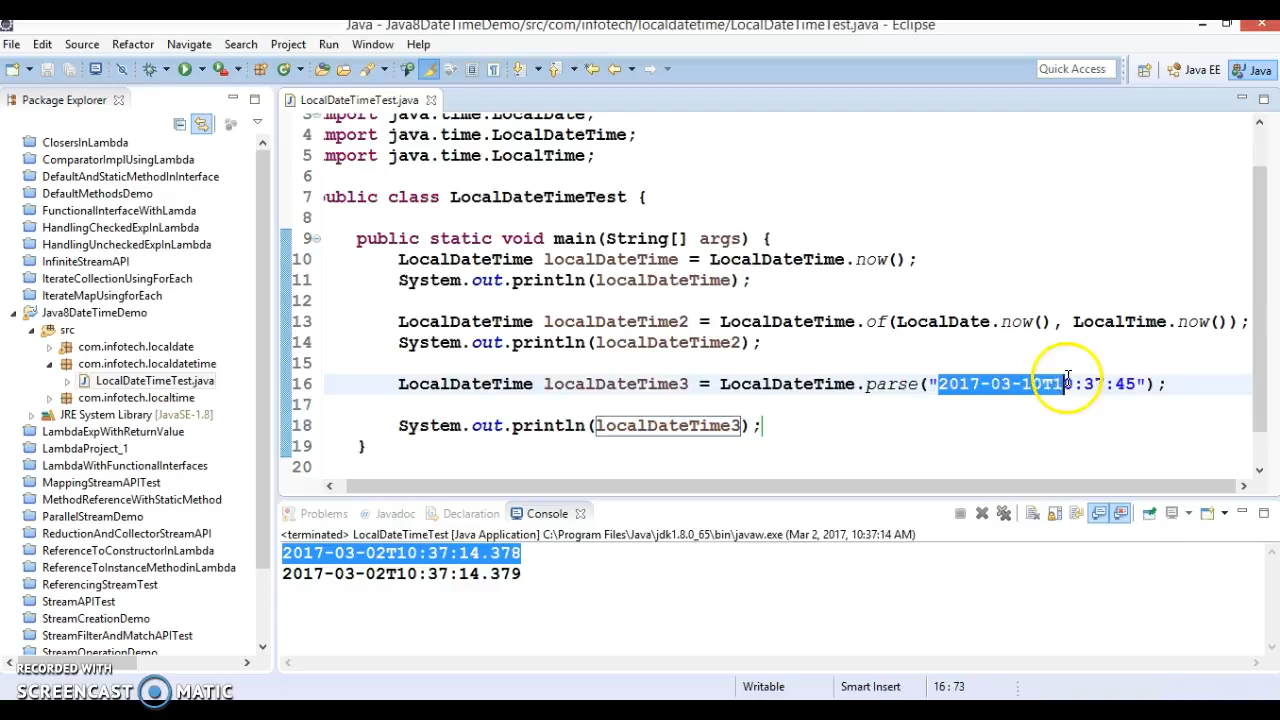 Java - Java8DateTimeDemo/src/com/infotech/localdatetime/LocalDateTimeTest.java - Eclipse
File Edit Source Refactor Navigate Search Project Run Window Help
Quick Access
Java EE
Java
Package Explorer
ClosersInLambda
ComparatorImplUsingLambda
DefaultAndStaticMethodInInterface
DefaultMethodsDemo
FunctionalInterfaceWithLamda
HandlingCheckedExpInLambda
HandlingUncheckedExpInLambda
InfiniteStreamAPI
IterateCollectionUsingForEach
IterateMapUsingforEach
Java8DateTimeDemo
src
com.infotech.localdate
com.infotech.localdatetime
LocalDateTimeTest.java
com.infotech.localtime
JRE System Library [JavaSE-1.8]
LambdaExpWithReturnValue
LambdaProject_1
LambdaWithFunctionalInterfaces
MappingStreamAPITest
MethodReferenceWithStaticMethod
ParallelStreamDemo
ReductionAndCollectorStreamAPI
ReferenceToConstructorInLambda
ReferenceToInstanceMethodinLambda
ReferencingStreamTest
StreamAPITest
StreamCreationDemo
StreamFilterAndMatchAPITest
StreamOperationDemo
LocalDateTimeTest.java
3 mport java.time.LocalDate;
4 mport java.time.LocalDateTime;
5 mport java.time.LocalTime;
6
7 ublic class LocalDateTimeTest {
8
9 public static void main(String[] args) {
10 LocalDateTime localDateTime = LocalDateTime.now();
11 System.out.println(localDateTime);
12
13 LocalDateTime localDateTime2 = LocalDateTime.of(LocalDate.now(), LocalTime.now());
14 System.out.println(localDateTime2);
15
16 LocalDateTime localDateTime3 = LocalDateTime.parse("2017-03-10T10:37:45");
17
18 System.out.println(localDateTime3);
19 }
20
Problems Javadoc Declaration Console
<terminated> LocalDateTimeTest [Java Application] C:\Program Files\Java\jdk1.8.0_65\bin\javaw.exe (Mar 2, 2017, 10:37:14 AM)
2017-03-02T10:37:14.378
2017-03-02T10:37:14.379
Writable Smart Insert 16 : 73
RECORDED WITH
SCREENCAST MATIC